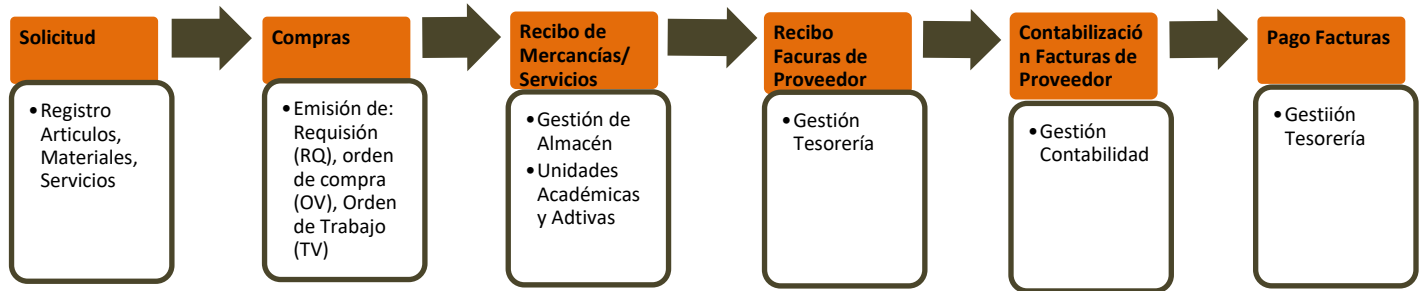 Solicitud
•Registro
Articulos,
Materiales,
Servicios
Compras
•Emisión de:
Requisión
(RQ), orden
de compra
(OV), Orden
de Trabajo
(TV)
Recibo de
Mercancías/
Servicios
•Gestión de
Almacén
•Unidades
Académicas
y Adtivas
Recibo
Facuras de
Proveedor
•Gestión
Tesorería
Contabilizació
n Facturas de
Proveedor
•Gestión
Contabilidad
Pago Facturas
•Gestiión
Tesorería